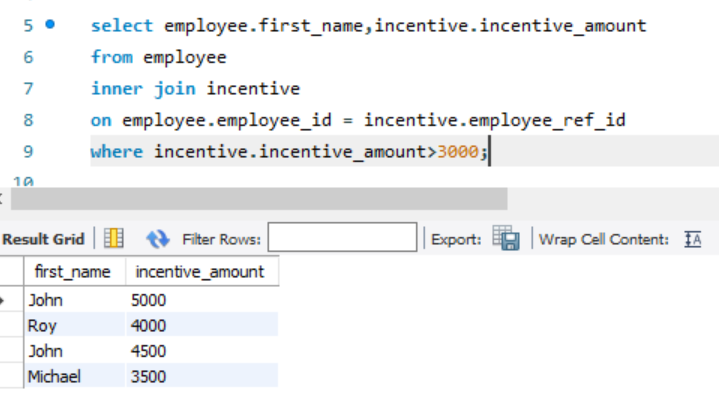 5 select employee.first_name,incentive.incentive_amount
6 from employee
7 inner join incentive
8 on employee.employee_id = incentive.employee_ref_id
9 where incentive.incentive_amount>3000;
10
Result Grid Filter Rows: Export: Wrap Cell Content:
first_name incentive_amount
John 5000
Roy 4000
John 4500
Michael 3500